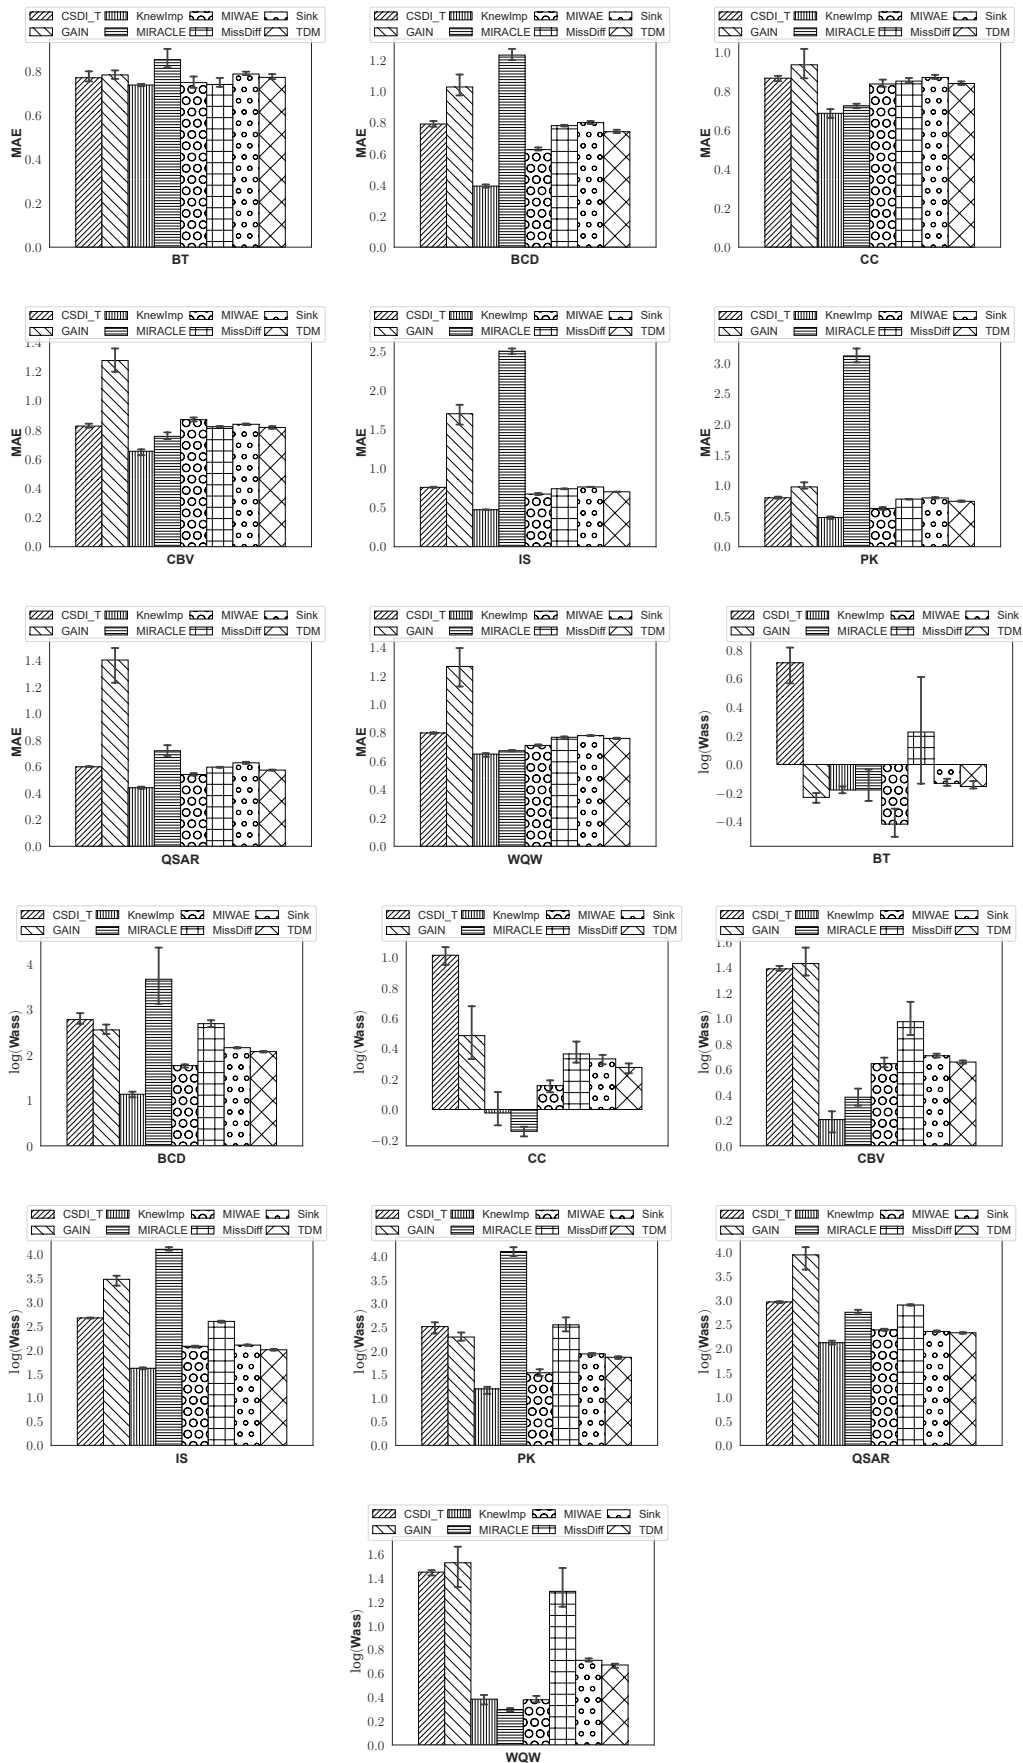 CSDI_T KnewImp MIWAE Sink
GAIN MIRACLE MissDiff TDM
0.8
0.6
0.4
0.2
0.0
MAE
BT
CSDI_T KnewImp MIWAE Sink
GAIN MIRACLE MissDiff TDM
1.2
1.0
0.8
0.6
0.4
0.2
0.0
MAE
BCD
CSDI_T KnewImp MIWAE Sink
GAIN MIRACLE MissDiff TDM
1.0
0.8
0.6
0.4
0.2
0.0
MAE
CC
CSDI_T KnewImp MIWAE Sink
GAIN MIRACLE MissDiff TDM
1.4
1.2
1.0
0.8
0.6
0.4
0.2
0.0
MAE
CBV
CSDI_T KnewImp MIWAE Sink
GAIN MIRACLE MissDiff TDM
2.5
2.0
1.5
1.0
0.5
0.0
MAE
IS
CSDI_T KnewImp MIWAE Sink
GAIN MIRACLE MissDiff TDM
3.0
2.5
2.0
1.5
1.0
0.5
0.0
MAE
PK
CSDI_T KnewImp MIWAE Sink
GAIN MIRACLE MissDiff TDM
1.4
1.2
1.0
0.8
0.6
0.4
0.2
0.0
MAE
QSAR
CSDI_T KnewImp MIWAE Sink
GAIN MIRACLE MissDiff TDM
1.4
1.2
1.0
0.8
0.6
0.4
0.2
0.0
MAE
WQW
CSDI_T KnewImp MIWAE Sink
GAIN MIRACLE MissDiff TDM
0.8
0.6
0.4
0.2
0.0
−0.2
−0.4
log(Wass)
BT
CSDI_T KnewImp MIWAE Sink
GAIN MIRACLE MissDiff TDM
4
3
2
1
0
log(Wass)
BCD
CSDI_T KnewImp MIWAE Sink
GAIN MIRACLE MissDiff TDM
1.0
0.8
0.6
0.4
0.2
0.0
−0.2
log(Wass)
CC
CSDI_T KnewImp MIWAE Sink
GAIN MIRACLE MissDiff TDM
1.6
1.4
1.2
1.0
0.8
0.6
0.4
0.2
0.0
log(Wass)
CBV
CSDI_T KnewImp MIWAE Sink
GAIN MIRACLE MissDiff TDM
4.0
3.5
3.0
2.5
2.0
1.5
1.0
0.5
0.0
log(Wass)
IS
CSDI_T KnewImp MIWAE Sink
GAIN MIRACLE MissDiff TDM
4.0
3.5
3.0
2.5
2.0
1.5
1.0
0.5
0.0
log(Wass)
PK
CSDI_T KnewImp MIWAE Sink
GAIN MIRACLE MissDiff TDM
4.0
3.5
3.0
2.5
2.0
1.5
1.0
0.5
0.0
log(Wass)
QSAR
CSDI_T KnewImp MIWAE Sink
GAIN MIRACLE MissDiff TDM
1.6
1.4
1.2
1.0
0.8
0.6
0.4
0.2
0.0
log(Wass)
WQW